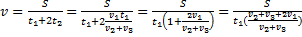 v = S/(t₁+2t₂) = S/(t₁+2(v₁t₁)/(v₂+v₃)) = S/(t₁(1+2v₁/(v₂+v₃))) = S/(t₁((v₂+v₃+2v₁)/(v₂+v₃)))